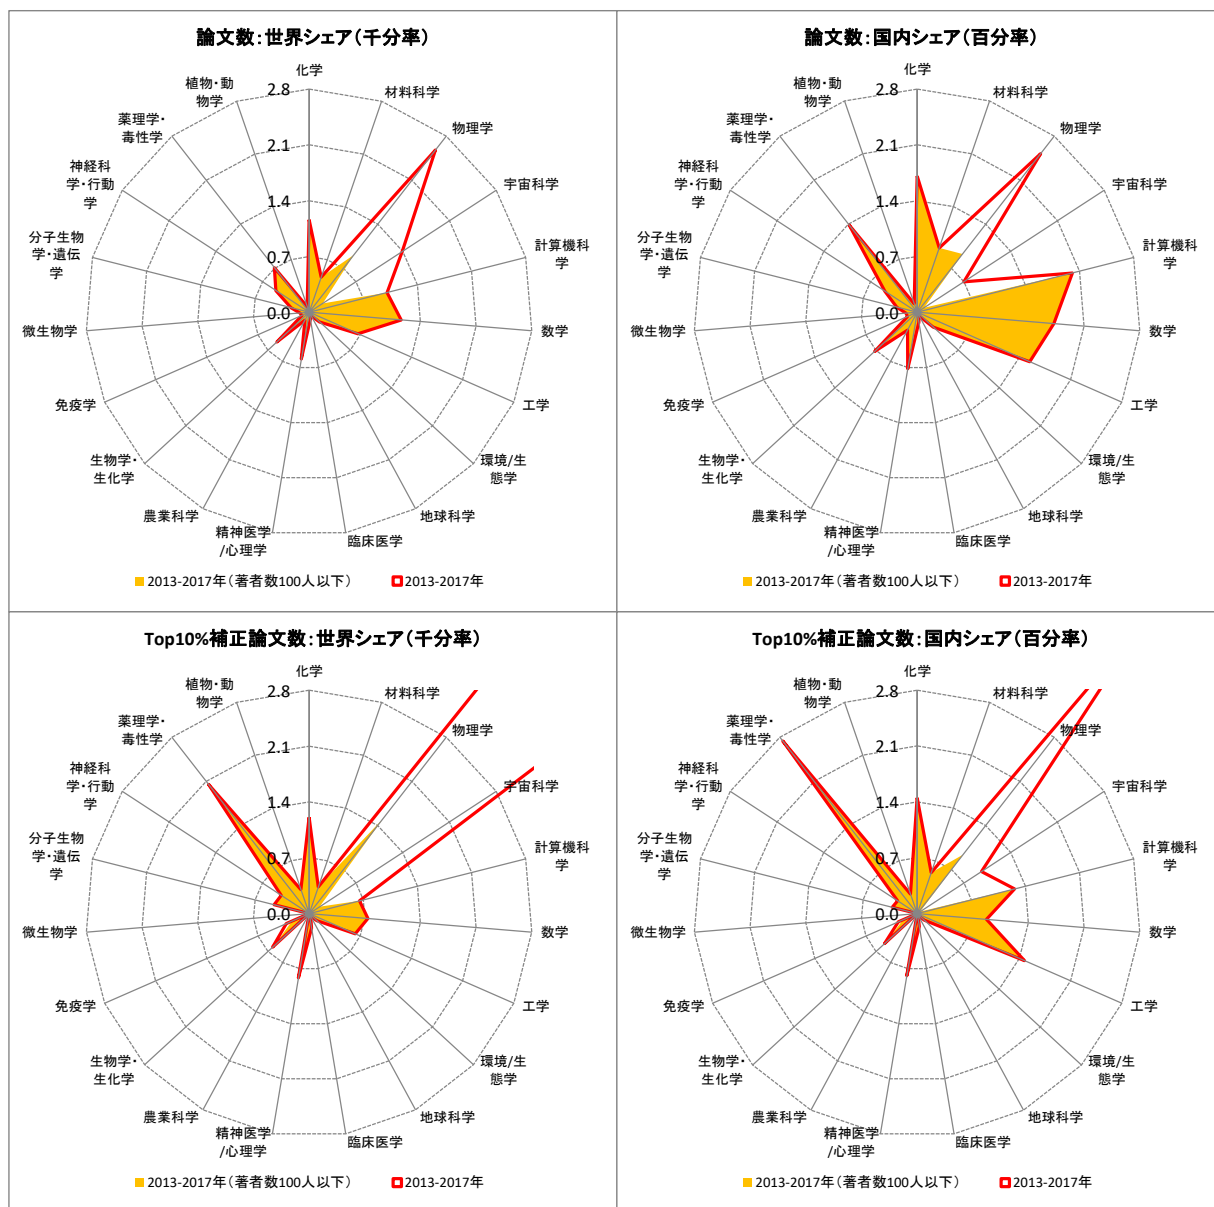 論文数：世界シェア（千分率）
化学
材料科学
物理学
宇宙科学
計算機科
学
数学
工学
環境/生
態学
地球科学
臨床医学
精神医学
/心理学
農業科学
生物学・
生化学
免疫学
微生物学
分子生物
学・遺伝
学
神経科
学・行動
学
薬理学・
毒性学
植物・動
物学
2.8
2.1
1.4
0.7
0.0
2013-2017年（著者数100人以下）
2013-2017年
論文数：国内シェア（百分率）
化学
材料科学
物理学
宇宙科学
計算機科
学
数学
工学
環境/生
態学
地球科学
臨床医学
精神医学
/心理学
農業科学
生物学・
生化学
免疫学
微生物学
分子生物
学・遺伝
学
神経科
学・行動
学
薬理学・
毒性学
植物・動
物学
2.8
2.1
1.4
0.7
0.0
2013-2017年（著者数100人以下）
2013-2017年
Top10%補正論文数：世界シェア（千分率）
化学
材料科学
物理学
宇宙科学
計算機科
学
数学
工学
環境/生
態学
地球科学
臨床医学
精神医学
/心理学
農業科学
生物学・
生化学
免疫学
微生物学
分子生物
学・遺伝
学
神経科
学・行動
学
薬理学・
毒性学
植物・動
物学
2.8
2.1
1.4
0.7
0.0
2013-2017年（著者数100人以下）
2013-2017年
Top10%補正論文数：国内シェア（百分率）
化学
材料科学
物理学
宇宙科学
計算機科
学
数学
工学
環境/生
態学
地球科学
臨床医学
精神医学
/心理学
農業科学
生物学・
生化学
免疫学
微生物学
分子生物
学・遺伝
学
神経科
学・行動
学
薬理学・
毒性学
植物・動
物学
2.8
2.1
1.4
0.7
0.0
2013-2017年（著者数100人以下）
2013-2017年